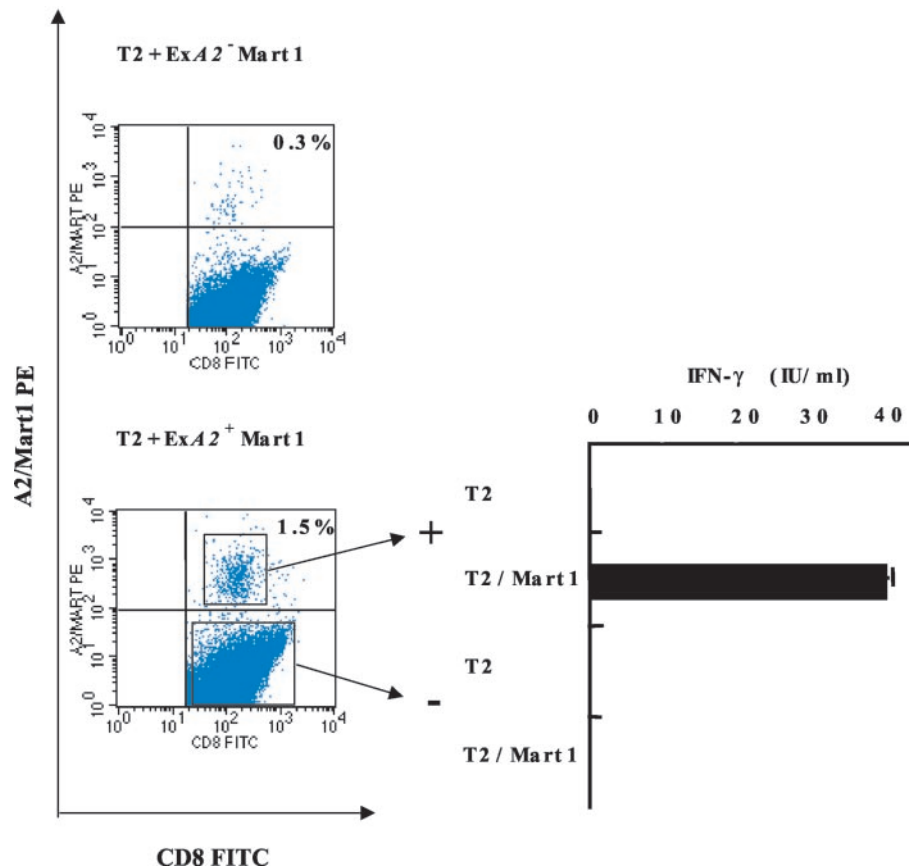 T2 + ExA2⁻ Mart 1
0.3%
10⁴
10³
10²
10¹
10⁰
A2/MART PE
10⁰ 10¹ 10² 10³ 10⁴
CD8 FITC
A2/Mart1 PE
T2 + ExA2⁺ Mart 1
1.5%
10⁴
10³
10²
10¹
10⁰
A2/MART PE
10⁰ 10¹ 10² 10³ 10⁴
CD8 FITC
CD8 FITC
IFN-γ (IU/ ml)
0 10 20 30 40
T2
+
T2 / Mart 1
T2
-
T2 / Mart 1